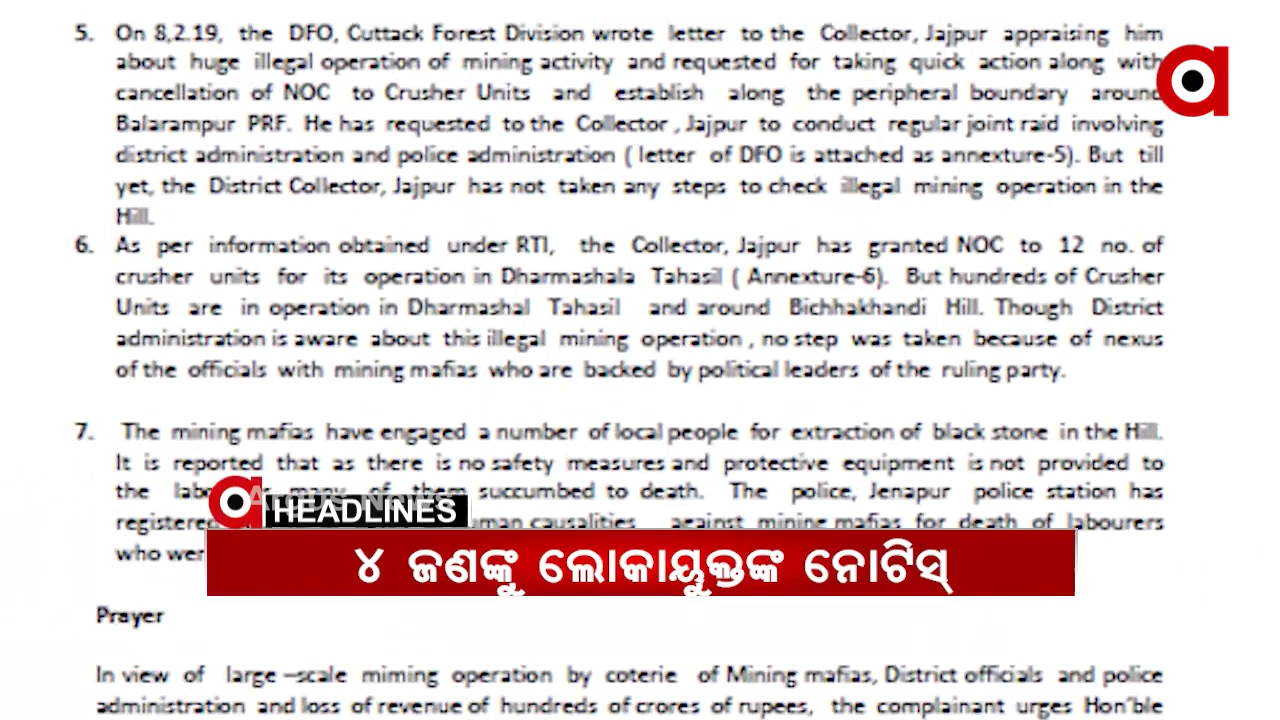 5. On 8,2.19, the DFO, Cuttack Forest Division wrote letter to the Collector, Jajpur appraising him
about huge illegal operation of mining activity and requested for taking quick action along with
cancellation of NOC to Crusher Units and establish along the peripheral boundary around
Balarampur PRF. He has requested to the Collector , Jajpur to conduct regular joint raid involving
district administration and police administration ( letter of DFO is attached as annexture-5). But till
yet, the District Collector, Jajpur has not taken any steps to check illegal mining operation in the
Hill.
6. As per information obtained under RTI, the Collector, Jajpur has granted NOC to 12 no. of
crusher units for its operation in Dharmashala Tahasil ( Annexture-6). But hundreds of Crusher
Units are in operation in Dharmashal Tahasil and around Bichhakhandi Hill. Though District
administration is aware about this illegal mining operation , no step was taken because of nexus
of the officials with mining mafias who are backed by political leaders of the ruling party.
7. The mining mafias have engaged a number of local people for extraction of black stone in the Hill.
It is reported that as there is no safety measures and protective equipment is not provided to
the many of them succumbed to death. The police, Jenapur police station has
registered causalities against mining mafias for death of labourers
who
HEADLINES
୪ ଜଣଙ୍କୁ ଲୋକାୟୁକ୍ତଙ୍କ ନୋଟିସ୍
Prayer
In view of large –scale miming operation by coterie of Mining mafias, District officials and police
administration and loss of revenue of hundreds of crores of rupees, the complainant urges Hon'ble